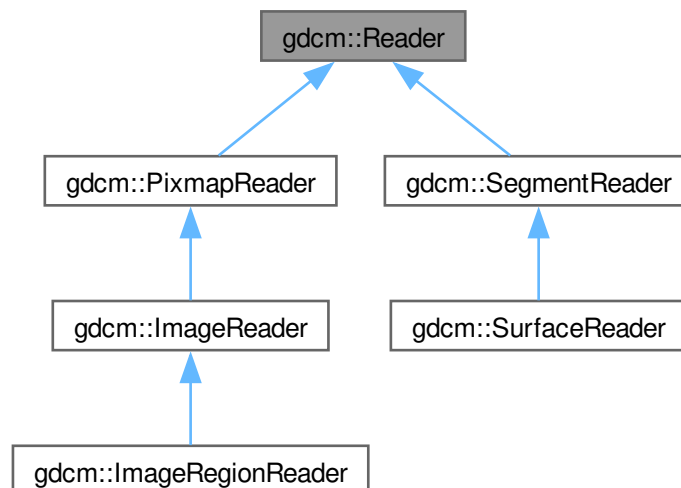 gdcm::Reader
gdcm::PixmapReader
gdcm::SegmentReader
gdcm::ImageReader
gdcm::SurfaceReader
gdcm::ImageRegionReader